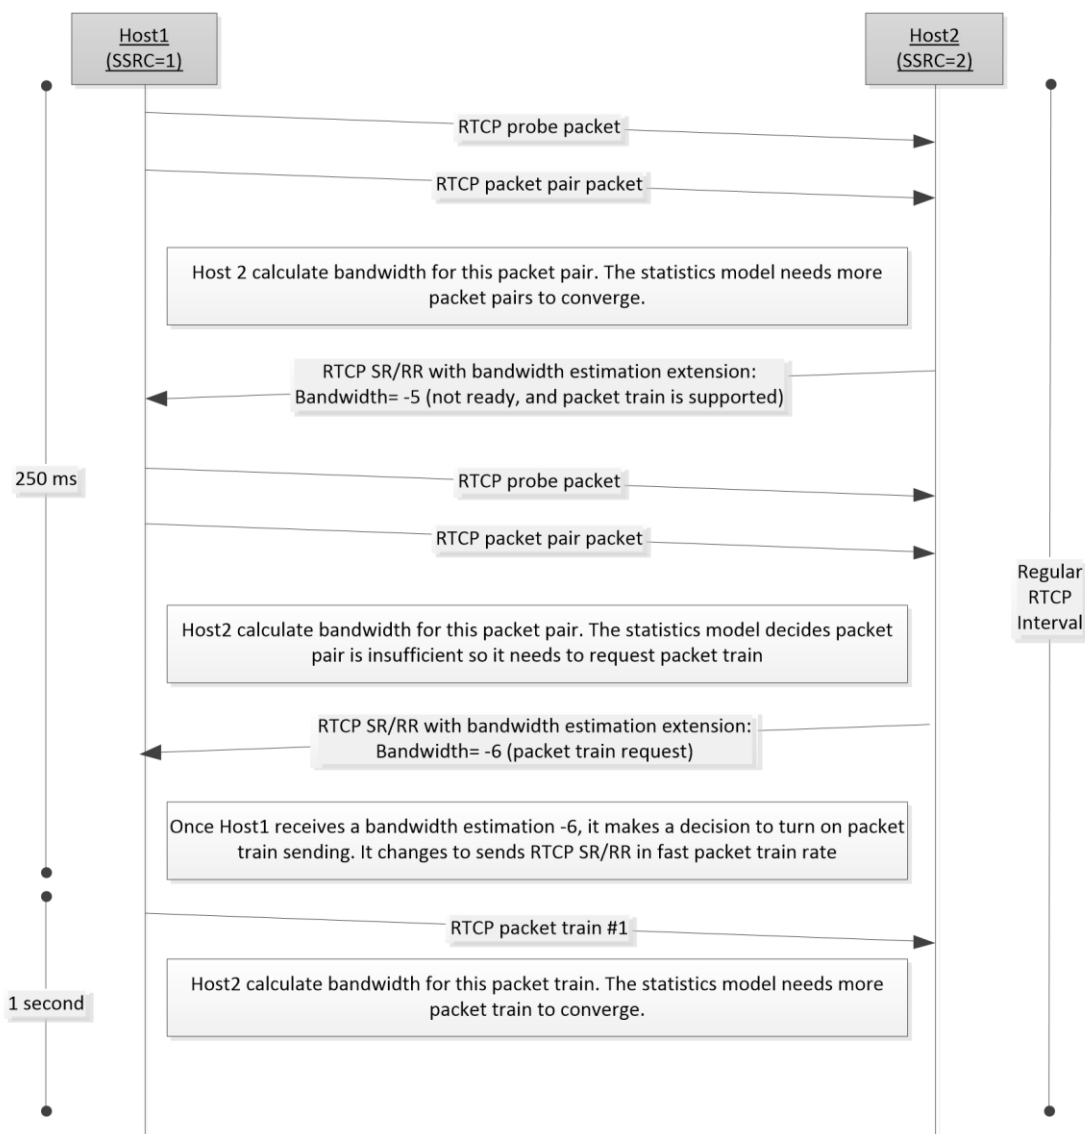 Host1
(SSRC=1)
Host2
(SSRC=2)
RTCP probe packet
RTCP packet pair packet
Host 2 calculate bandwidth for this packet pair. The statistics model needs more
packet pairs to converge.
RTCP SR/RR with bandwidth estimation extension:
Bandwidth= -5 (not ready, and packet train is supported)
250 ms
RTCP probe packet
RTCP packet pair packet
Regular
RTCP
Interval
Host2 calculate bandwidth for this packet pair. The statistics model decides packet
pair is insufficient so it needs to request packet train
RTCP SR/RR with bandwidth estimation extension:
Bandwidth= -6 (packet train request)
Once Host1 receives a bandwidth estimation -6, it makes a decision to turn on packet
train sending. It changes to sends RTCP SR/RR in fast packet train rate
RTCP packet train #1
Host2 calculate bandwidth for this packet train. The statistics model needs more
packet train to converge.
1 second